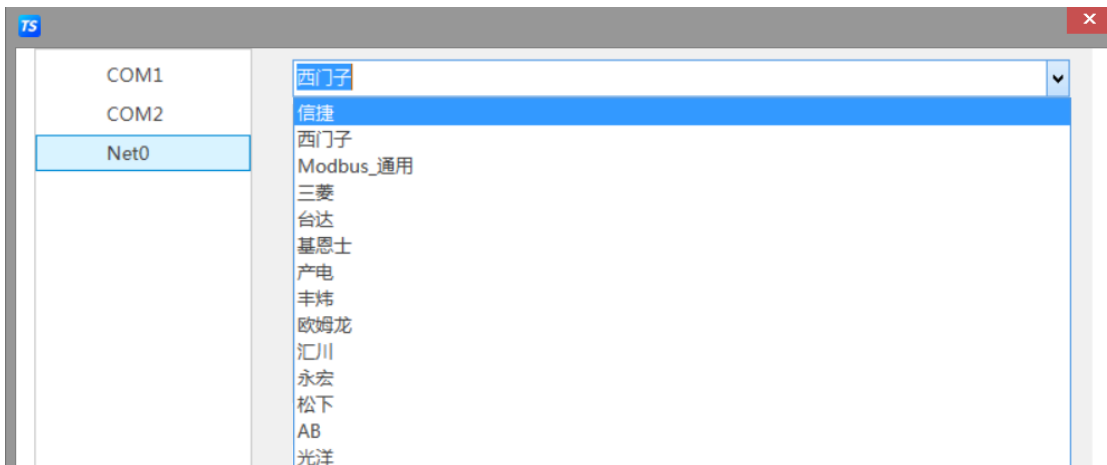 TS
COM1
COM2
Net0
西门子
信捷
西门子
Modbus_通用
三菱
台达
基恩士
产电
丰炜
欧姆龙
汇川
永宏
松下
AB
光洋